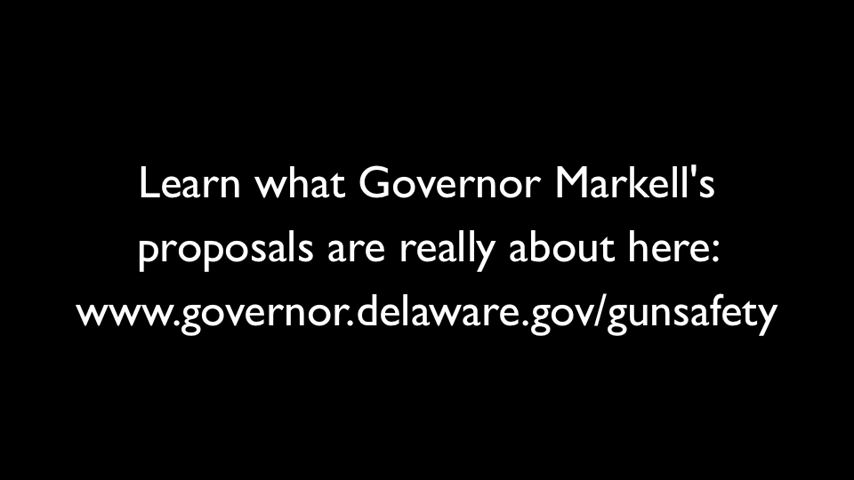 Learn what Governor Markell's
proposals are really about here:
www.governor.delaware.gov/gunsafety